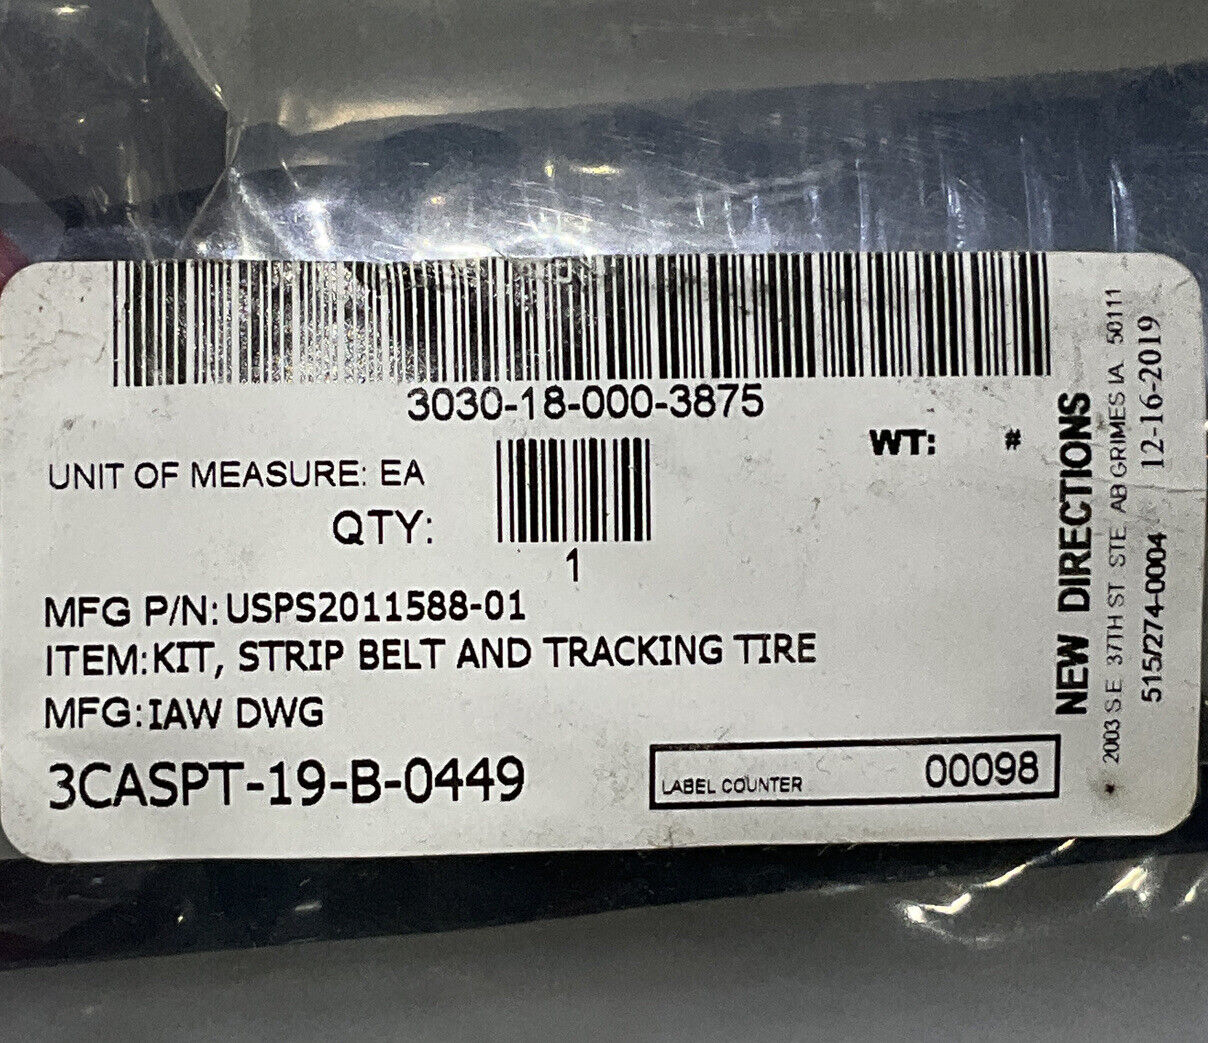 3030-18-000-3875
WT: #
UNIT OF MEASURE: EA
QTY:
1
MFG P/N: USPS2011588-01
ITEM:KIT, STRIP BELT AND TRACKING TIRE
MFG:IAW DWG
3CASPT-19-B-0449
LABEL COUNTER 00098
NEW DIRECTIONS
2003 S.E. 37TH ST STE AB GRIMES IA 50111
515/274-0004 12-16-2019